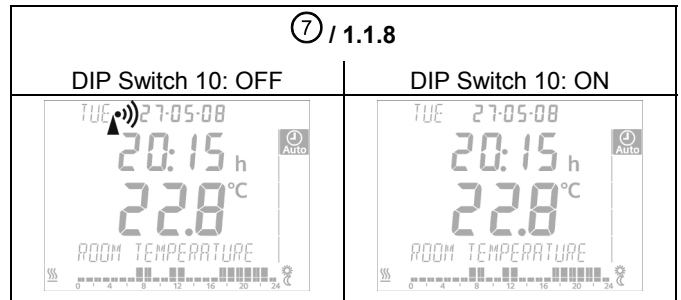 7 / 1.1.8
DIP Switch 10: OFF
DIP Switch 10: ON
TUE 27-05-08
20:15 h
Auto
22.8 °C
ROOM TEMPERATURE
0 4 8 12 16 20 24
TUE 27-05-08
20:15 h
Auto
22.8 °C
ROOM TEMPERATURE
0 4 8 12 16 20 24